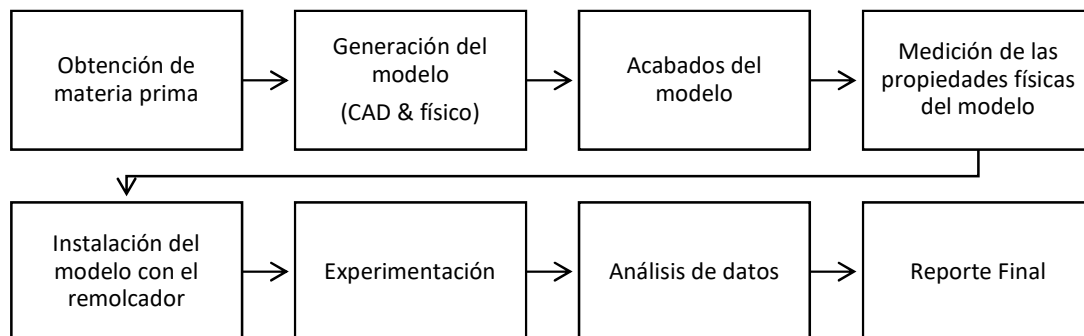 Obtención de
materia prima
Generación del
modelo
(CAD & físico)
Acabados del
modelo
Medición de las
propiedades físicas
del modelo
Instalación del
modelo con el
remolcador
Experimentación
Análisis de datos
Reporte Final